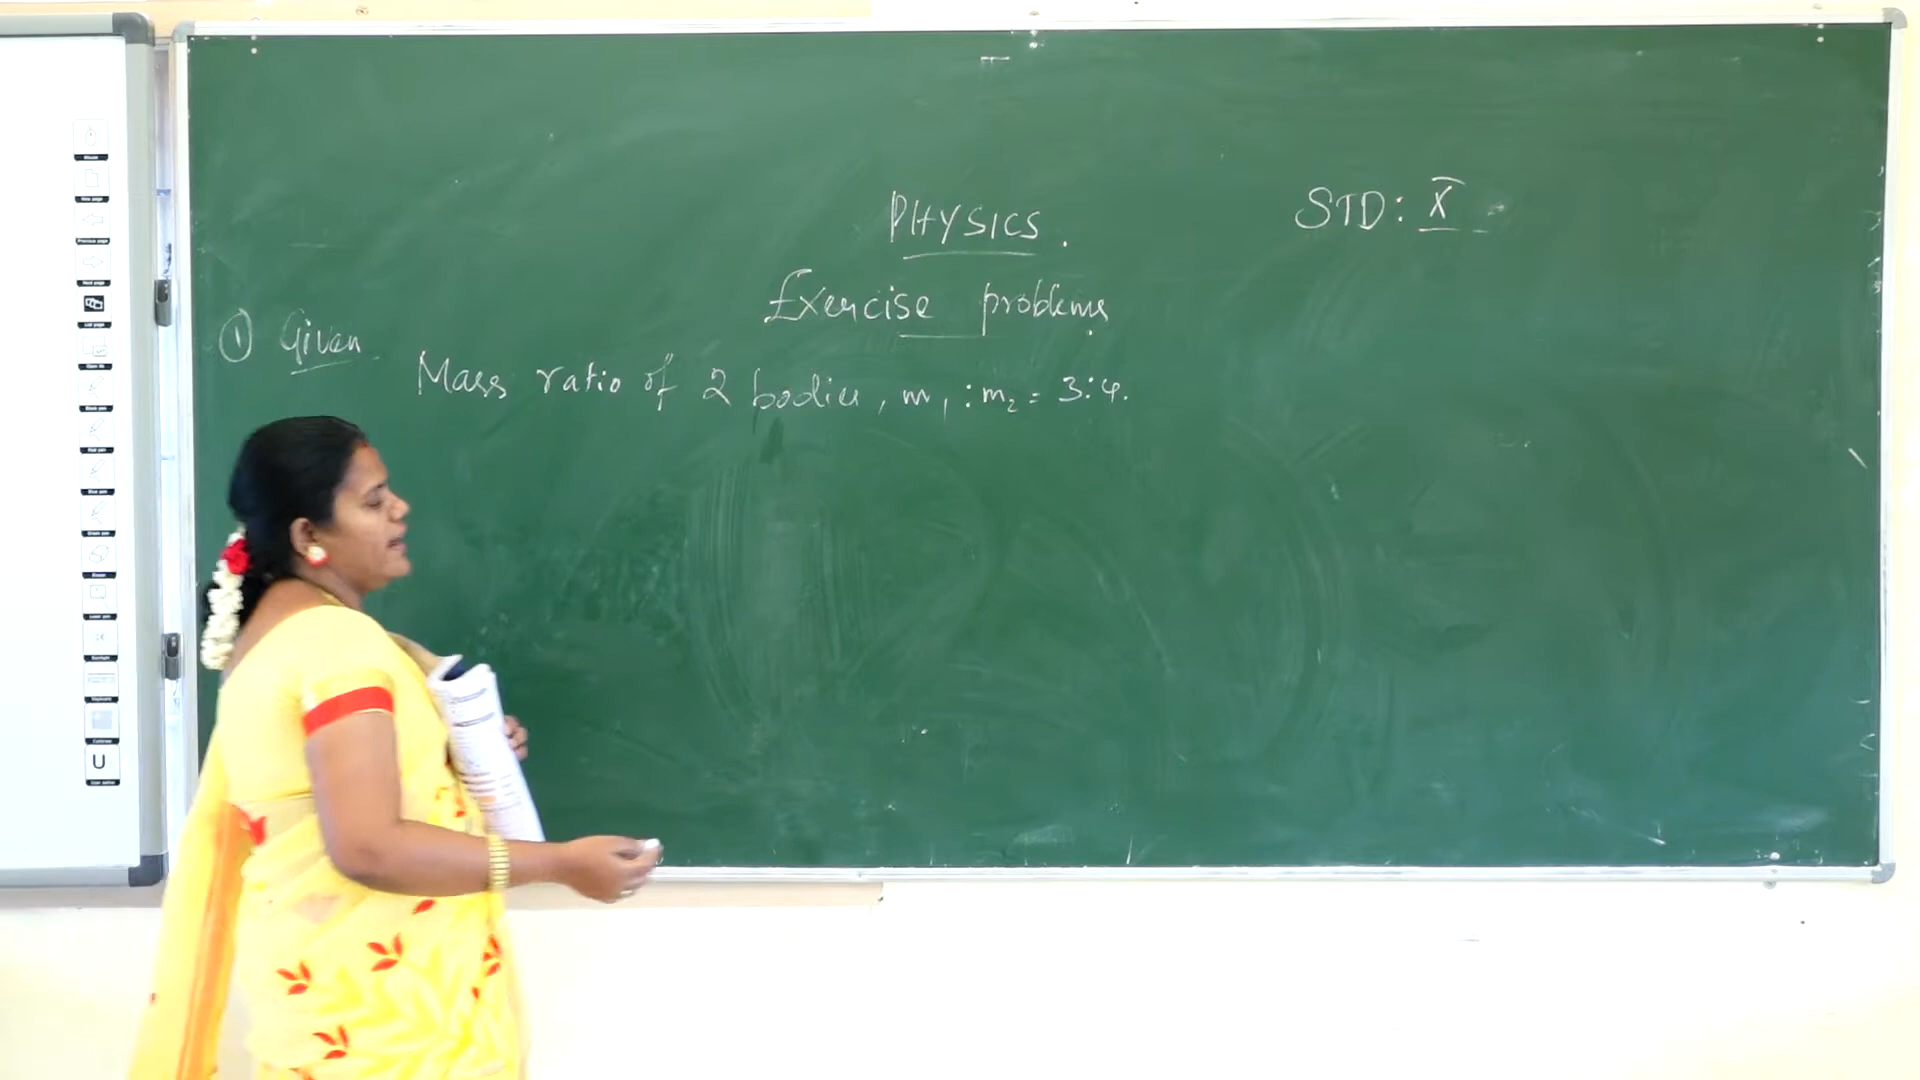 PHYSICS.
STD: X
Exercise problems
① Given
Mass ratio of 2 bodies, m₁ : m₂ = 3:4.
U